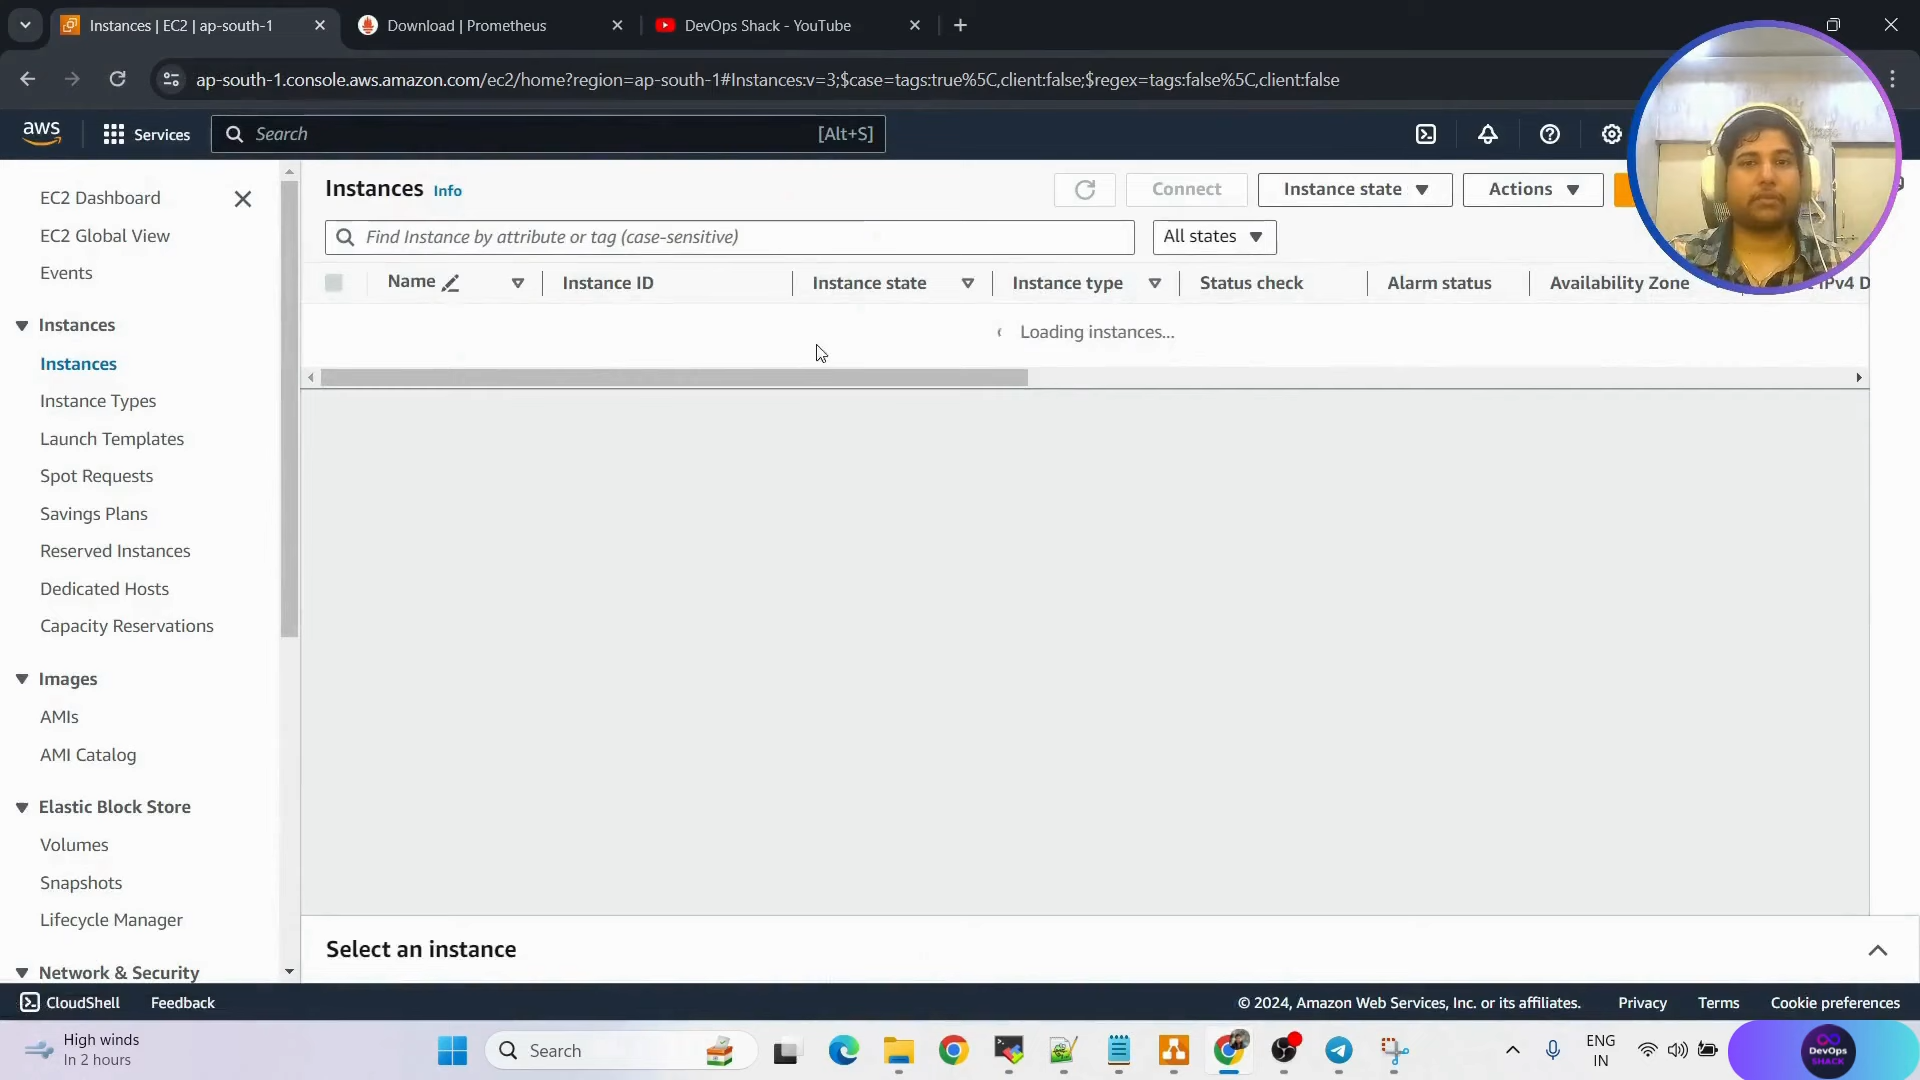 Instances | EC2 | ap-south-1
Download | Prometheus
DevOps Shack - YouTube
ap-south-1.console.aws.amazon.com/ec2/home?region=ap-south-1#Instances:v=3;$case=tags:true%5C,client:false;$regex=tags:false%5C,client:false
aws
Services
Search
[Alt+S]
EC2 Dashboard
EC2 Global View
Events
Instances
Instances
Instance Types
Launch Templates
Spot Requests
Savings Plans
Reserved Instances
Dedicated Hosts
Capacity Reservations
Images
AMIs
AMI Catalog
Elastic Block Store
Volumes
Snapshots
Lifecycle Manager
Network & Security
Instances Info
Connect
Instance state
Actions
Find Instance by attribute or tag (case-sensitive)
All states
Name
Instance ID
Instance state
Instance type
Status check
Alarm status
Availability Zone
IPv4 D
Loading instances...
Select an instance
CloudShell
Feedback
© 2024, Amazon Web Services, Inc. or its affiliates.
Privacy
Terms
Cookie preferences
High winds
In 2 hours
Search
ENG
IN
DevOps
SHACK